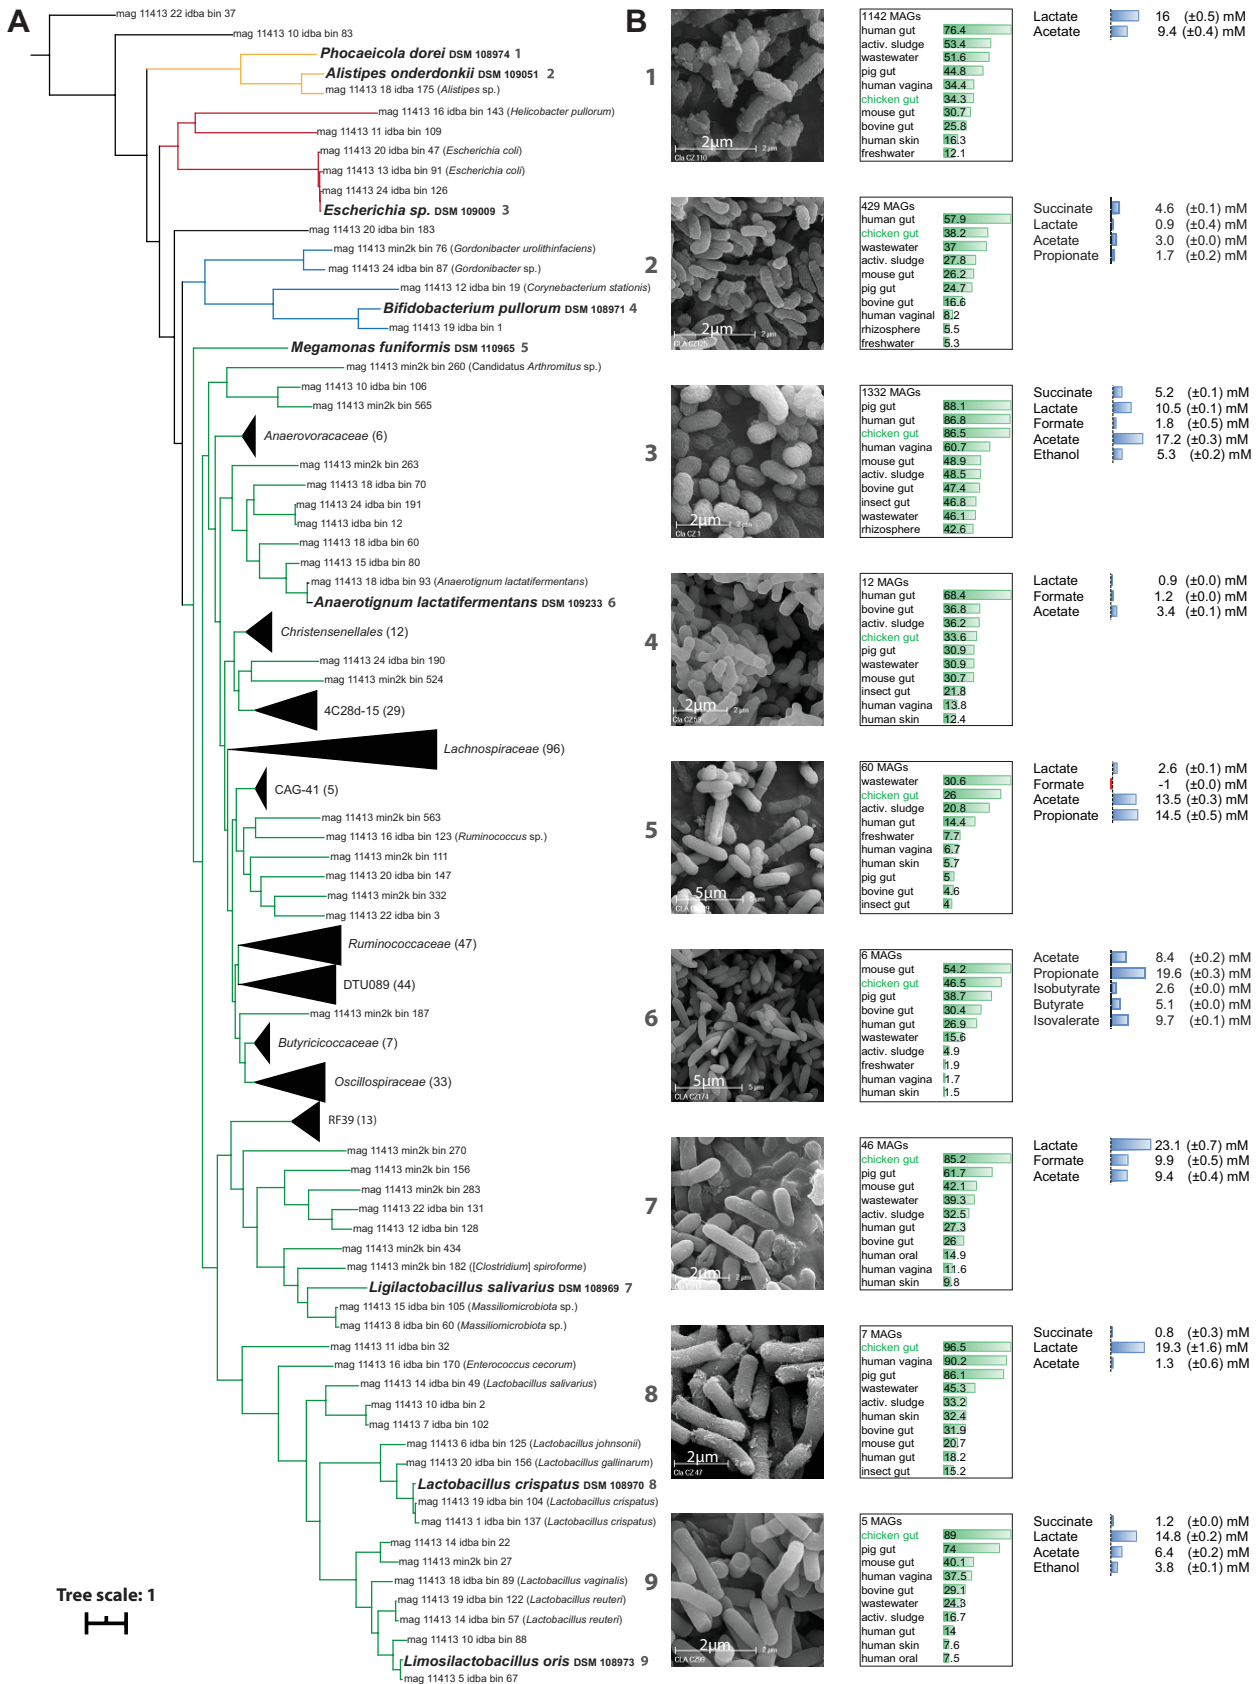 A
mag 11413 22 idba bin 37
mag 11413 10 idba bin 83
Phocaeicola dorei DSM 108974 1
Alistipes onderdonkii DSM 109051 2
mag 11413 18 idba 175 (Alistipes sp.)
mag 11413 16 idba bin 143 (Helicobacter pullorum)
mag 11413 11 idba bin 109
mag 11413 20 idba bin 47 (Escherichia coli)
mag 11413 13 idba bin 91 (Escherichia coli)
mag 11413 24 idba bin 126
Escherichia sp. DSM 109009 3
mag 11413 20 idba bin 183
mag 11413 min2k bin 76 (Gordonibacter urolithinfaciens)
mag 11413 24 idba bin 87 (Gordonibacter sp.)
mag 11413 12 idba bin 19 (Corynebacterium stationis)
Bifidobacterium pullorum DSM 108971 4
mag 11413 19 idba bin 1
Megamonas funiformis DSM 110965 5
mag 11413 min2k bin 260 (Candidatus Arthromitus sp.)
mag 11413 10 idba bin 106
mag 11413 min2k bin 565
Anaerovoracaceae (6)
mag 11413 min2k bin 263
mag 11413 18 idba bin 70
mag 11413 24 idba bin 191
mag 11413 idba bin 12
mag 11413 18 idba bin 60
mag 11413 15 idba bin 80
mag 11413 18 idba bin 93 (Anaerotignum lactatifermentans)
Anaerotignum lactatifermentans DSM 109233 6
Christensenellales (12)
mag 11413 24 idba bin 190
mag 11413 min2k bin 524
4C28d-15 (29)
Lachnospiraceae (96)
CAG-41 (5)
mag 11413 min2k bin 563
mag 11413 16 idba bin 123 (Ruminococcus sp.)
mag 11413 min2k bin 111
mag 11413 20 idba bin 147
mag 11413 min2k bin 332
mag 11413 22 idba bin 3
Ruminococcaceae (47)
DTU089 (44)
mag 11413 min2k bin 187
Butyricicoccaceae (7)
Oscillospiraceae (33)
RF39 (13)
mag 11413 min2k bin 270
mag 11413 min2k bin 156
mag 11413 min2k bin 283
mag 11413 22 idba bin 131
mag 11413 12 idba bin 128
mag 11413 min2k bin 434
mag 11413 min2k bin 182 ([Clostridium] spiroforme)
Ligilactobacillus salivarius DSM 108969 7
mag 11413 15 idba bin 105 (Massiliomicrobiota sp.)
mag 11413 8 idba bin 60 (Massiliomicrobiota sp.)
mag 11413 11 idba bin 32
mag 11413 16 idba bin 170 (Enterococcus cecorum)
mag 11413 14 idba bin 49 (Lactobacillus salivarius)
mag 11413 10 idba bin 2
mag 11413 7 idba bin 102
mag 11413 6 idba bin 125 (Lactobacillus johnsonii)
mag 11413 20 idba bin 156 (Lactobacillus gallinarum)
Lactobacillus crispatus DSM 108970 8
mag 11413 19 idba bin 104 (Lactobacillus crispatus)
mag 11413 1 idba bin 137 (Lactobacillus crispatus)
mag 11413 14 idba bin 22
mag 11413 min2k bin 27
mag 11413 18 idba bin 89 (Lactobacillus vaginalis)
mag 11413 19 idba bin 122 (Lactobacillus reuteri)
mag 11413 14 idba bin 57 (Lactobacillus reuteri)
mag 11413 10 idba bin 88
Limosilactobacillus oris DSM 108973 9
mag 11413 5 idba bin 67
Tree scale: 1
B
1
2µm
2 µm
Cla CZ 110
1142 MAGs
human gut 76.4
activ. sludge 53.4
wastewater 51.6
pig gut 44.8
human vagina 34.4
chicken gut 34.3
mouse gut 30.7
bovine gut 25.8
human skin 16.3
freshwater 12.1
Lactate 16 (±0.5) mM
Acetate 9.4 (±0.4) mM
2
2µm
2 µm
429 MAGs
human gut 57.9
chicken gut 38.2
wastewater 37
activ. sludge 27.8
mouse gut 26.2
pig gut 24.7
bovine gut 16.6
human vaginal 8.2
rhizosphere 5.5
freshwater 5.3
Succinate 4.6 (±0.1) mM
Lactate 0.9 (±0.4) mM
Acetate 3.0 (±0.0) mM
Propionate 1.7 (±0.2) mM
3
2µm
2 µm
Cla CZ 1
1332 MAGs
pig gut 88.1
human gut 86.8
chicken gut 86.5
human vagina 60.7
mouse gut 48.9
activ. sludge 48.5
bovine gut 47.4
insect gut 46.8
wastewater 46.1
rhizosphere 42.6
Succinate 5.2 (±0.1) mM
Lactate 10.5 (±0.1) mM
Formate 1.8 (±0.5) mM
Acetate 17.2 (±0.3) mM
Ethanol 5.3 (±0.2) mM
4
2µm
2 µm
12 MAGs
human gut 68.4
bovine gut 36.8
activ. sludge 36.2
chicken gut 33.6
pig gut 30.9
wastewater 30.9
mouse gut 30.7
insect gut 21.8
human vagina 13.8
human skin 12.4
Lactate 0.9 (±0.0) mM
Formate 1.2 (±0.0) mM
Acetate 3.4 (±0.1) mM
5
5µm
5 µm
60 MAGs
wastewater 30.6
chicken gut 26
activ. sludge 20.8
human gut 14.4
freshwater 7.7
human vagina 6.7
human skin 5.7
pig gut 5
bovine gut 4.6
insect gut 4
Lactate 2.6 (±0.1) mM
Formate -1 (±0.0) mM
Acetate 13.5 (±0.3) mM
Propionate 14.5 (±0.5) mM
6
5µm
5 µm
CLA CZ174
6 MAGs
mouse gut 54.2
chicken gut 46.5
pig gut 38.7
bovine gut 30.4
human gut 26.9
wastewater 15.6
activ. sludge 4.9
freshwater 1.9
human vagina 1.7
human skin 1.5
Acetate 8.4 (±0.2) mM
Propionate 19.6 (±0.3) mM
Isobutyrate 2.6 (±0.0) mM
Butyrate 5.1 (±0.0) mM
Isovalerate 9.7 (±0.1) mM
7
2µm
2 µm
46 MAGs
chicken gut 85.2
pig gut 61.7
mouse gut 42.1
wastewater 39.3
activ. sludge 32.5
human gut 27.3
bovine gut 26
human oral 14.9
human vagina 11.6
human skin 9.8
Lactate 23.1 (±0.7) mM
Formate 9.9 (±0.5) mM
Acetate 9.4 (±0.4) mM
8
2µm
2 µm
Cla CZ 47
7 MAGs
chicken gut 96.5
human vagina 90.2
pig gut 86.1
wastewater 45.3
activ. sludge 33.2
human skin 32.4
bovine gut 31.9
mouse gut 20.7
human gut 18.2
insect gut 15.2
Succinate 0.8 (±0.3) mM
Lactate 19.3 (±1.6) mM
Acetate 1.3 (±0.6) mM
9
2µm
2 µm
CLA CZ99
5 MAGs
chicken gut 89
pig gut 74
mouse gut 40.1
human vagina 37.5
bovine gut 29.1
wastewater 24.3
activ. sludge 16.7
human gut 14
human skin 7.6
human oral 7.5
Succinate 1.2 (±0.0) mM
Lactate 14.8 (±0.2) mM
Acetate 6.4 (±0.2) mM
Ethanol 3.8 (±0.1) mM